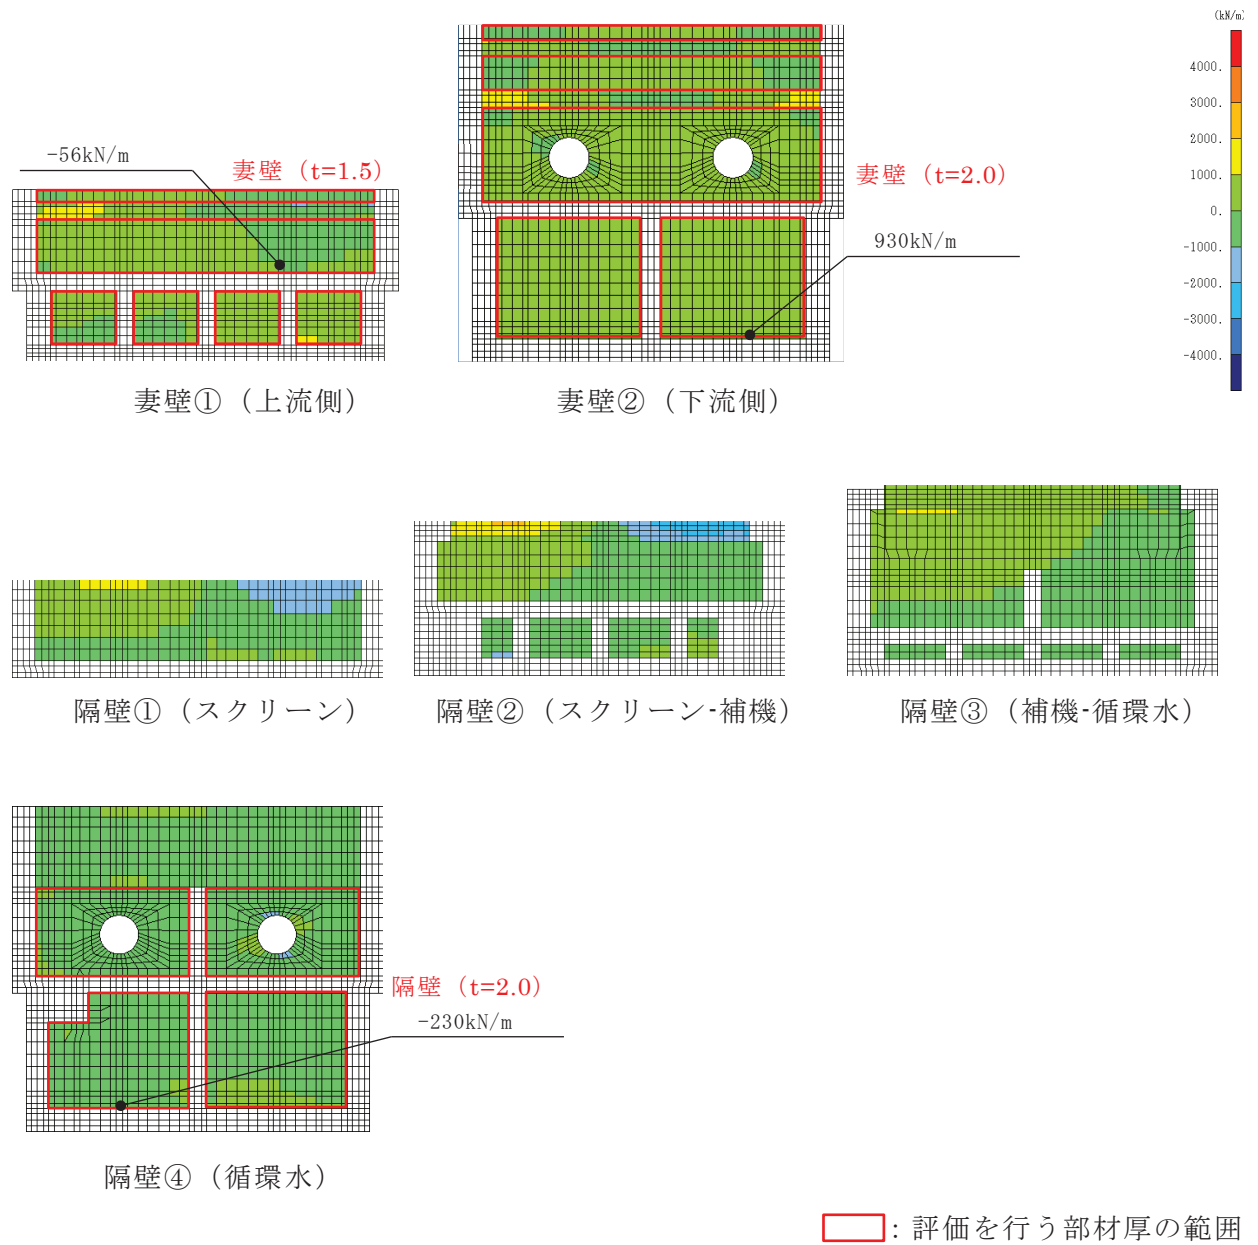 (kN/m)
4000.
3000.
2000.
1000.
0.
-1000.
-2000.
-3000.
-4000.
-56kN/m
妻壁（t=1.5）
妻壁（t=2.0）
930kN/m
妻壁①（上流側）
妻壁②（下流側）
隔壁①（スクリーン）
隔壁②（スクリーン-補機）
隔壁③（補機-循環水）
隔壁（t=2.0）
-230kN/m
隔壁④（循環水）
：評価を行う部材厚の範囲